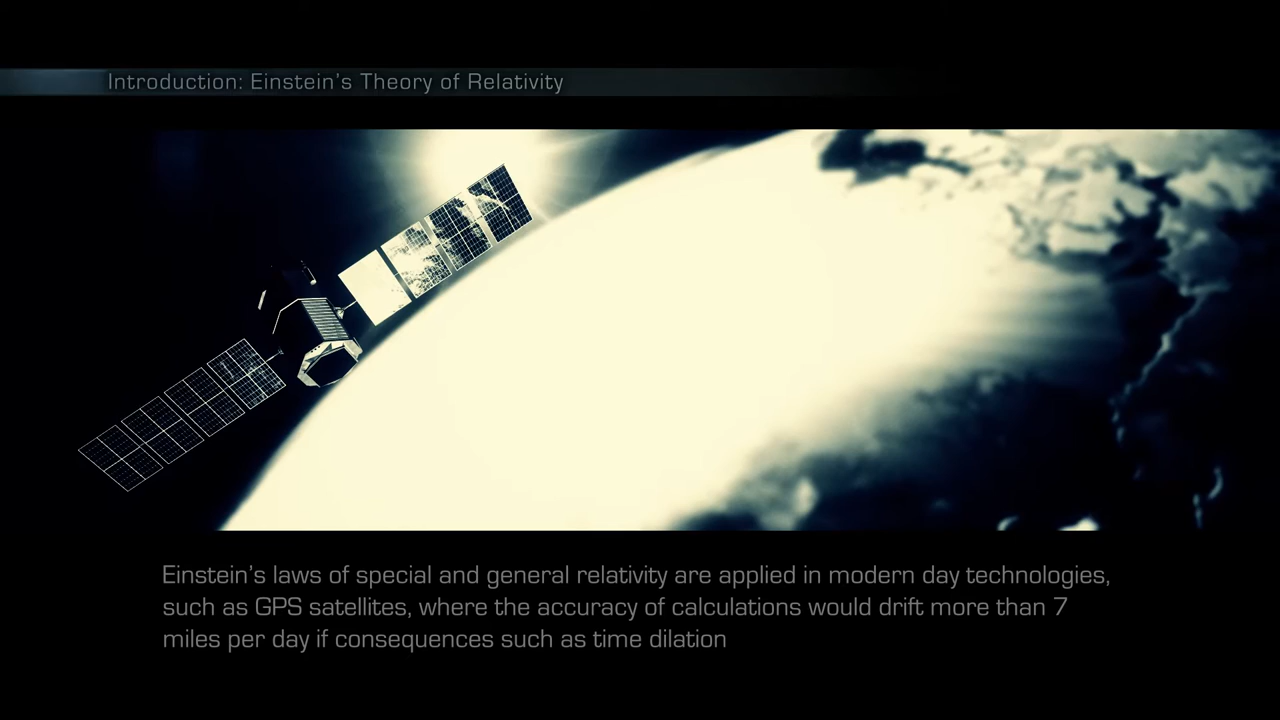 Introduction: Einstein's Theory of Relativity
Einstein's laws of special and general relativity are applied in modern day technologies,
such as GPS satellites, where the accuracy of calculations would drift more than 7
miles per day if consequences such as time dilation